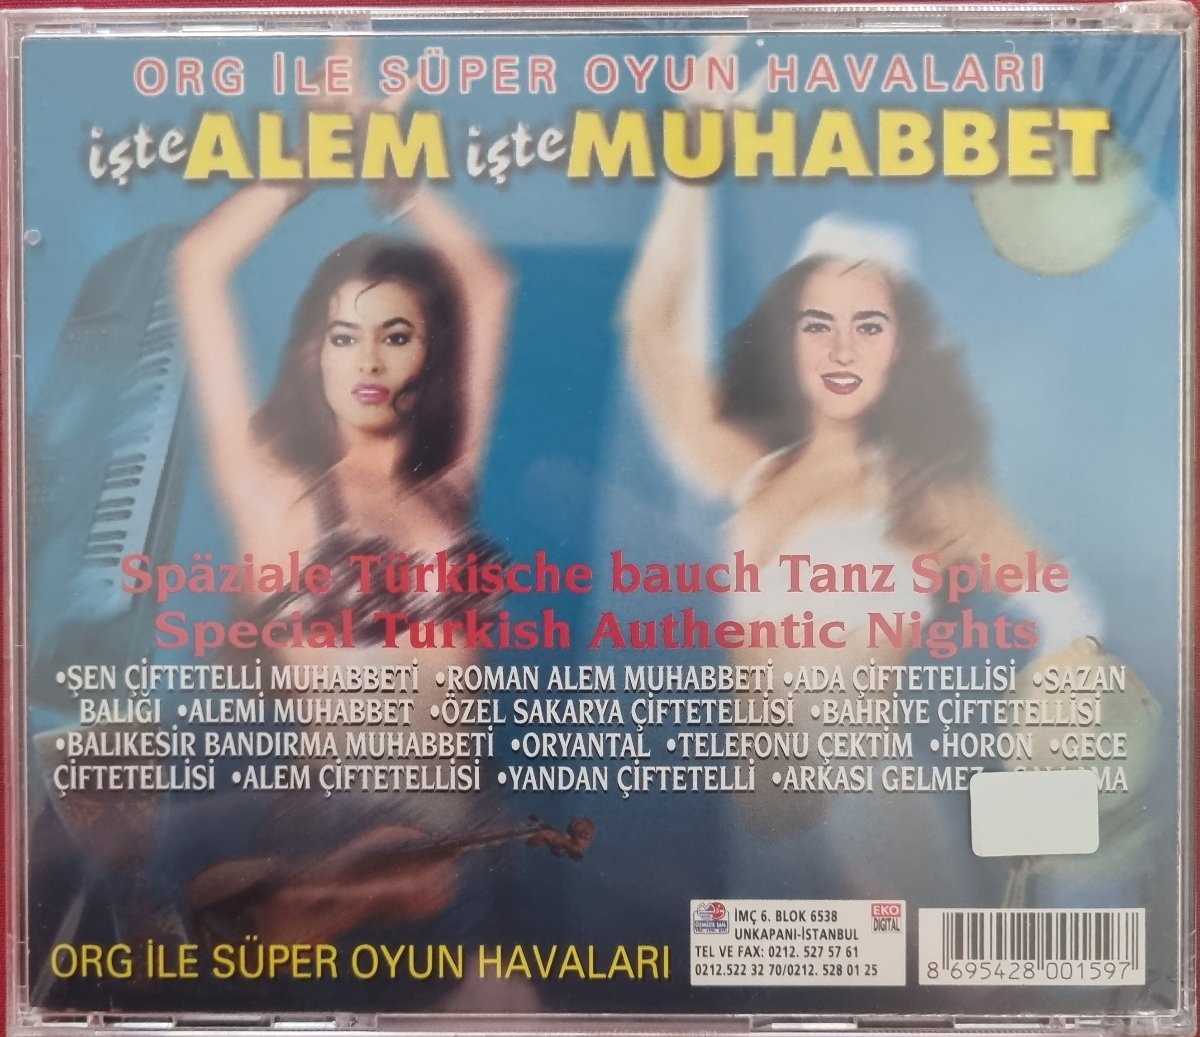 ORG İLE SÜPER OYUN HAVALARI
işte ALEM işte MUHABBET
Späziale Türkische bauch Tanz Spiele
Special Turkish Authentic Nights
•ŞEN ÇİFTETELLİ MUHABBETİ •ROMAN ALEM MUHABBETİ •ADA ÇİFTETELLİSİ •SAZAN
BALIĞI •ALEMİ MUHABBET •ÖZEL SAKARYA ÇİFTETELLİSİ •BAHRİYE ÇİFTETELLİSİ
•BALIKESİR BANDIRMA MUHABBETİ •ORYANTAL •TELEFONU ÇEKTİM •HORON •GECE
ÇİFTETELLİSİ •ALEM ÇİFTETELLİSİ •YANDAN ÇİFTETELLİ •ARKASI GELMEZ
ORG İLE SÜPER OYUN HAVALARI
İMÇ 6. BLOK 6538
UNKAPANI-İSTANBUL
TEL VE FAX: 0212. 527 57 61
0212.522 32 70/0212. 528 01 25
EKO
DIGITAL
8 695428 001597